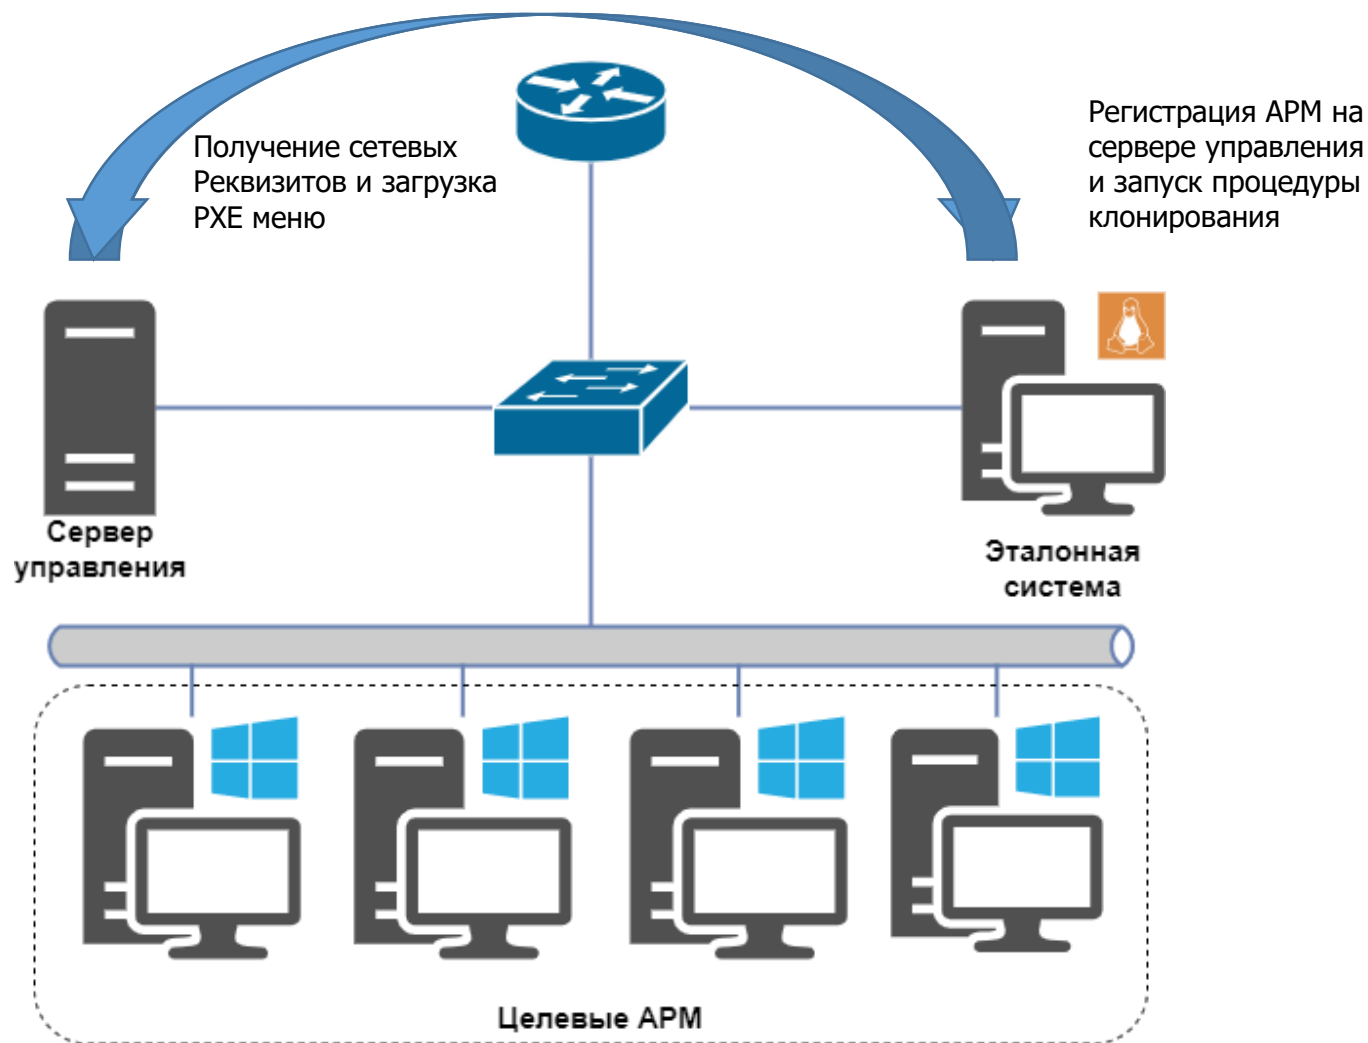 Получение сетевых
Реквизитов и загрузка
PXE меню
Регистрация АРМ на
сервере управления
и запуск процедуры
клонирования
Сервер
управления
Эталонная
система
Целевые АРМ